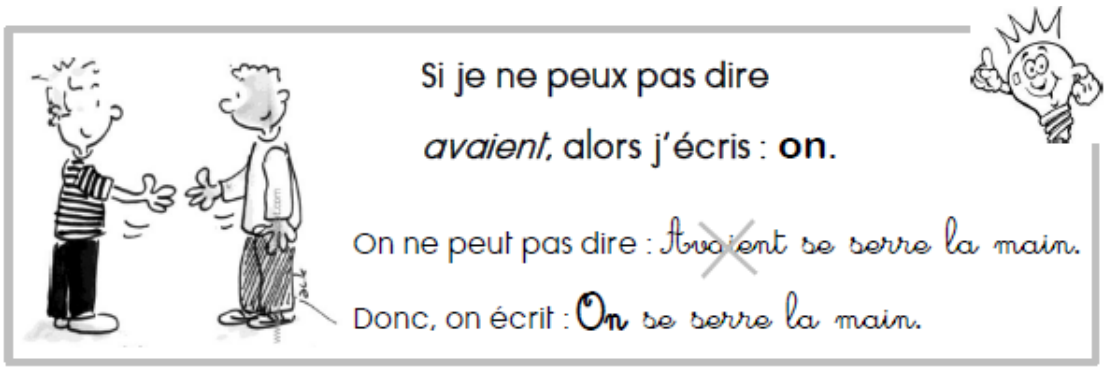 Si je ne peux pas dire
avaient, alors j'écris : on.
On ne peut pas dire : Avaient se serre la main.
Donc, on écrit : On se serre la main.
jack